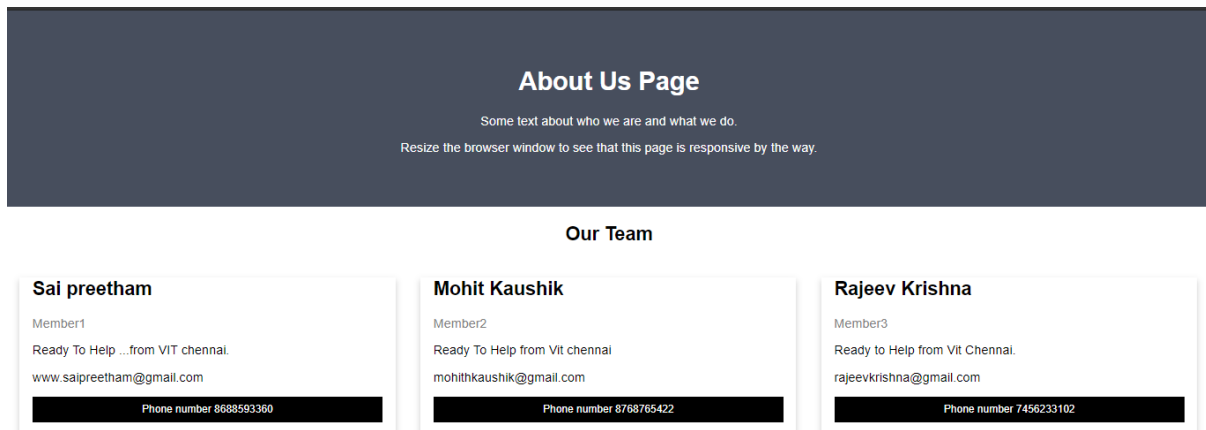 About Us Page
Some text about who we are and what we do.
Resize the browser window to see that this page is responsive by the way.
Our Team
Sai preetham
Member1
Ready To Help ...from VIT chennai.
www.saipreetham@gmail.com
Phone number 8688593360
Mohit Kaushik
Member2
Ready To Help from Vit chennai
mohithkaushik@gmail.com
Phone number 8768765422
Rajeev Krishna
Member3
Ready to Help from Vit Chennai.
rajeevkrishna@gmail.com
Phone number 7456233102